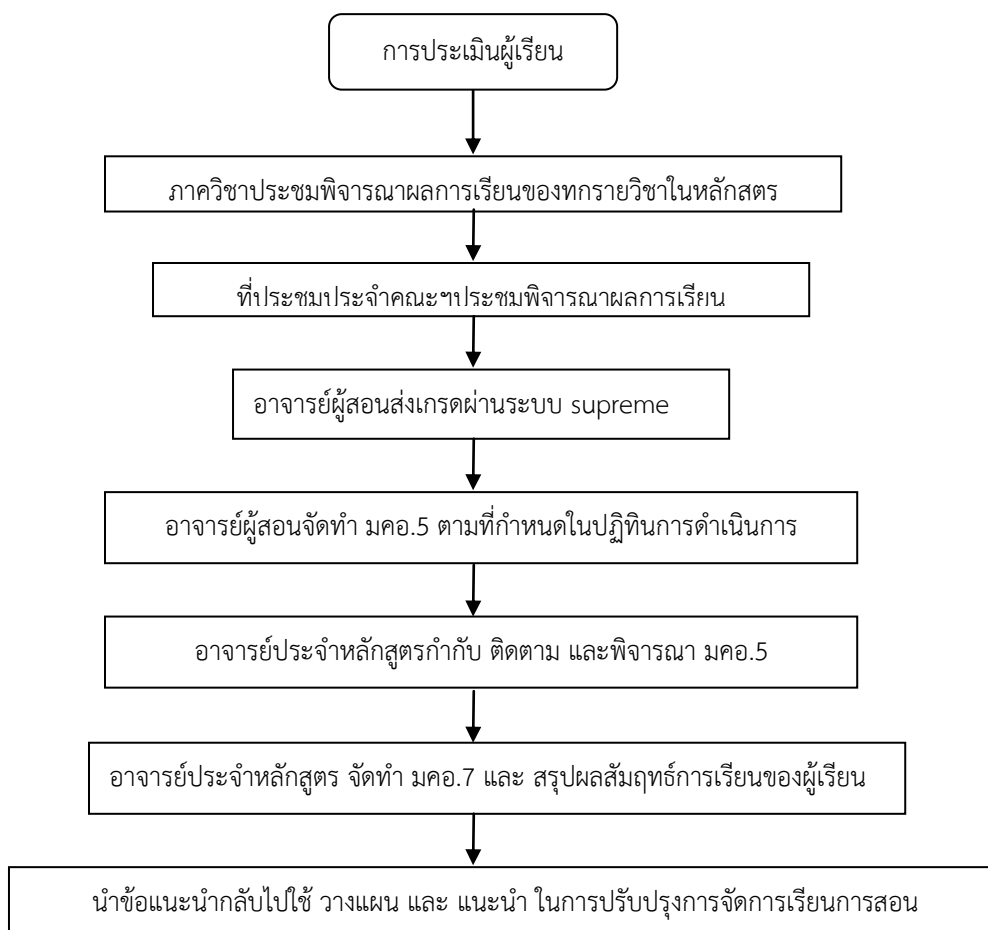 การประเมินผู้เรียน
ภาควิชาประชุมพิจารณาผลการเรียนของทุกรายวิชาในหลักสูตร
ที่ประชุมประจำคณะฯประชุมพิจารณาผลการเรียน
อาจารย์ผู้สอนส่งเกรดผ่านระบบ supreme
อาจารย์ผู้สอนจัดทำ มคอ.5 ตามที่กำหนดในปฏิทินการดำเนินการ
อาจารย์ประจำหลักสูตรกำกับ ติดตาม และพิจารณา มคอ.5
อาจารย์ประจำหลักสูตร จัดทำ มคอ.7 และ สรุปผลสัมฤทธ์การเรียนของผู้เรียน
นำข้อแนะนำกลับไปใช้ วางแผน และ แนะนำ ในการปรับปรุงการจัดการเรียนการสอน